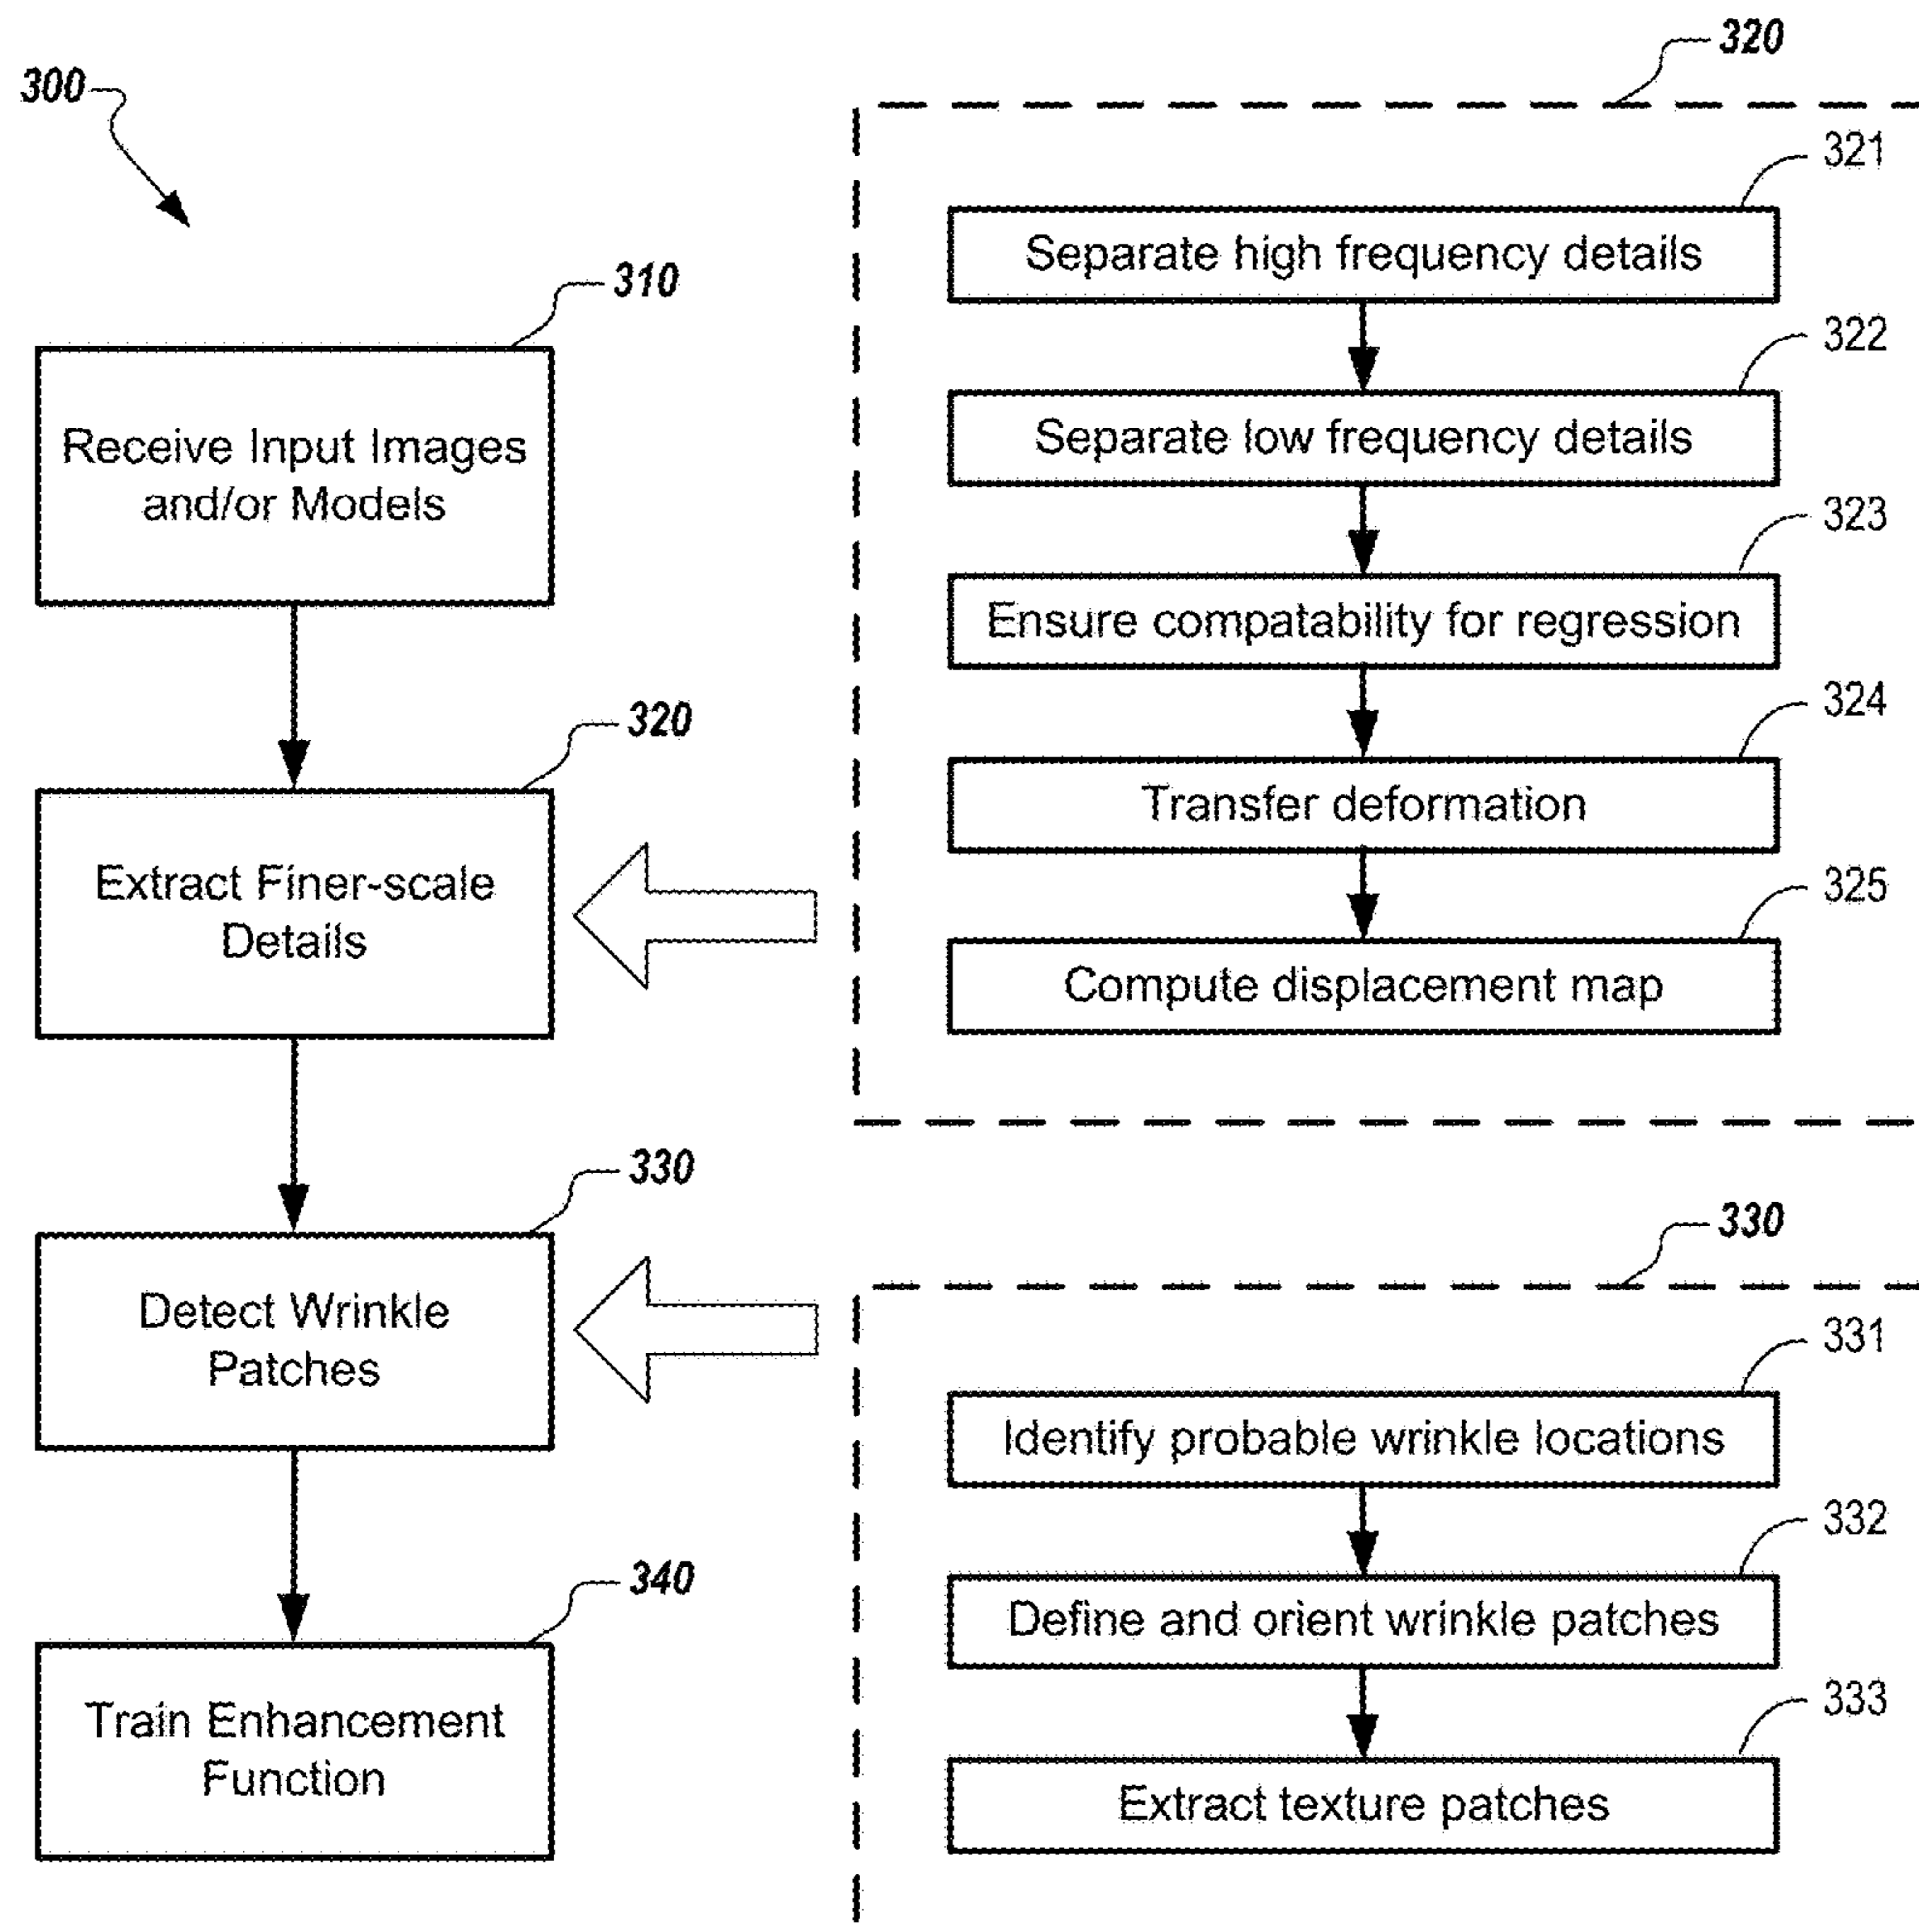 300
310
Receive Input Images
and/or Models
320
Extract Finer-scale
Details
330
Detect Wrinkle
Patches
340
Train Enhancement
Function
320
321
Separate high frequency details
322
Separate low frequency details
323
Ensure compatability for regression
324
Transfer deformation
325
Compute displacement map
330
331
Identify probable wrinkle locations
332
Define and orient wrinkle patches
333
Extract texture patches